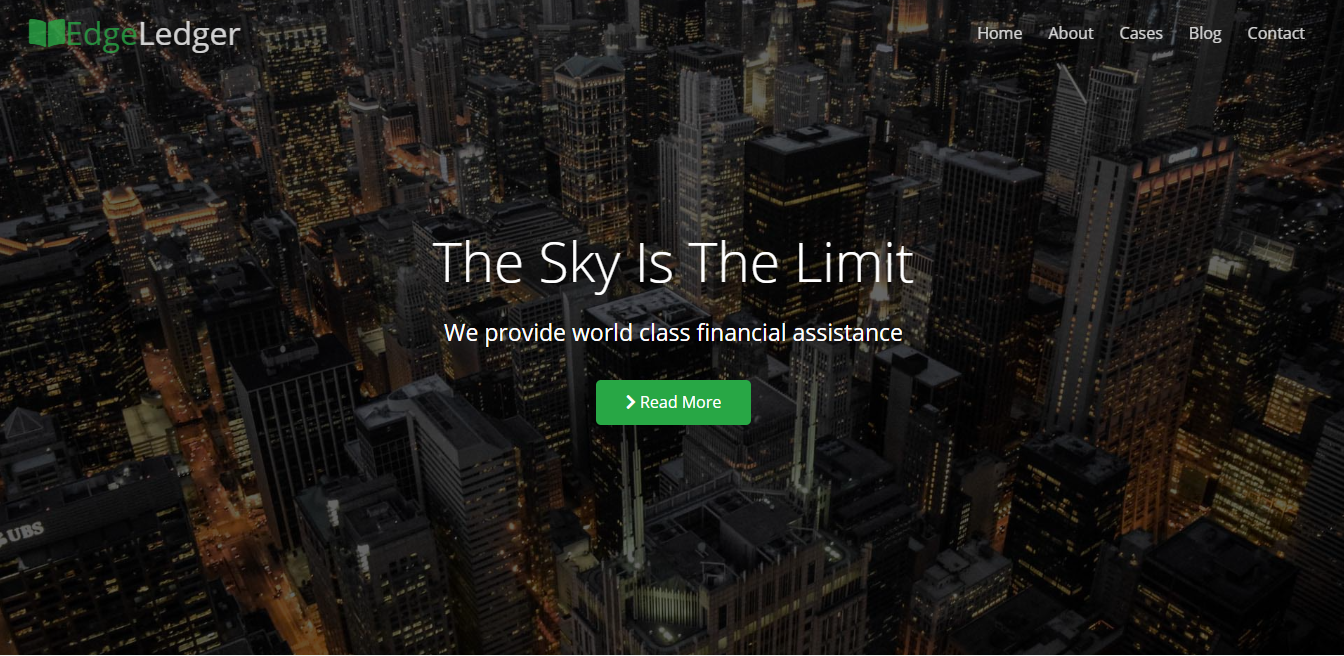 EdgeLedger
Home About Cases Blog Contact
The Sky Is The Limit
We provide world class financial assistance
Read More
UBS